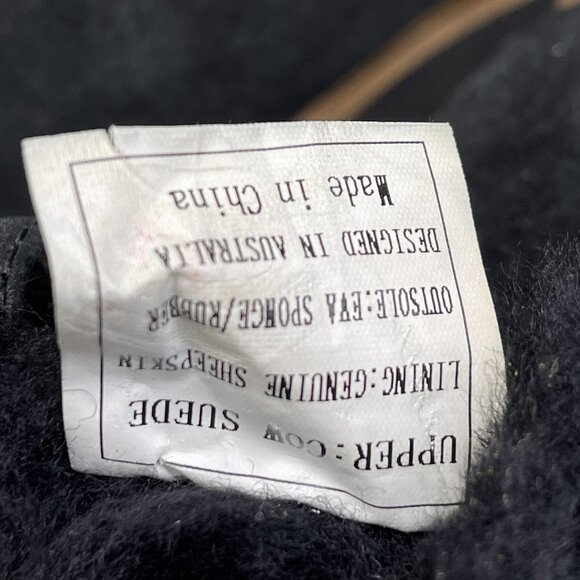 UPPER:COW SUEDE
LINING:GENUINE SHEEPSKIN
OUTSOLE:EVA SPONGE/RUBBER
DESIGNED IN AUSTRALIA
Made in China